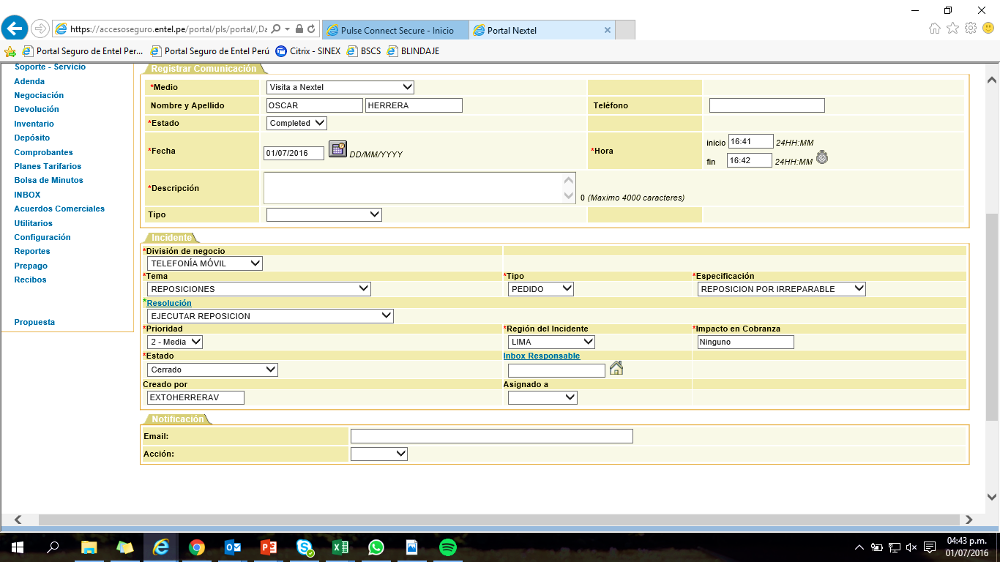 https://accesoseguro.entel.pe/portal/pls/portal/,Da
Pulse Connect Secure - Inicio
Portal Nextel
Portal Seguro de Entel Per...
Portal Seguro de Entel Perú
Citrix - SINEX
BSCS
BLINDAJE
Soporte - Servicio
Adenda
Negociación
Devolución
Inventario
Depósito
Comprobantes
Planes Tarifarios
Bolsa de Minutos
INBOX
Acuerdos Comerciales
Utilitarios
Configuración
Reportes
Prepago
Recibos
Propuesta
Registrar Comunicación
*Medio Visita a Nextel
Nombre y Apellido OSCAR HERRERA Teléfono
*Estado Completed
*Fecha 01/07/2016 DD/MM/YYYY *Hora inicio 16:41 24HH:MM
fin 16:42 24HH:MM
*Descripción 0 (Maximo 4000 caracteres)
Tipo
Incidente
*División de negocio
TELEFONÍA MÓVIL
*Tema *Tipo *Especificación
REPOSICIONES PEDIDO REPOSICION POR IRREPARABLE
*Resolución
EJECUTAR REPOSICION
*Prioridad *Región del Incidente *Impacto en Cobranza
2 - Media LIMA Ninguno
*Estado Inbox Responsable
Cerrado
Creado por Asignado a
EXTOHERRERAV
Notificación
Email:
Acción:
04:43 p.m.
01/07/2016